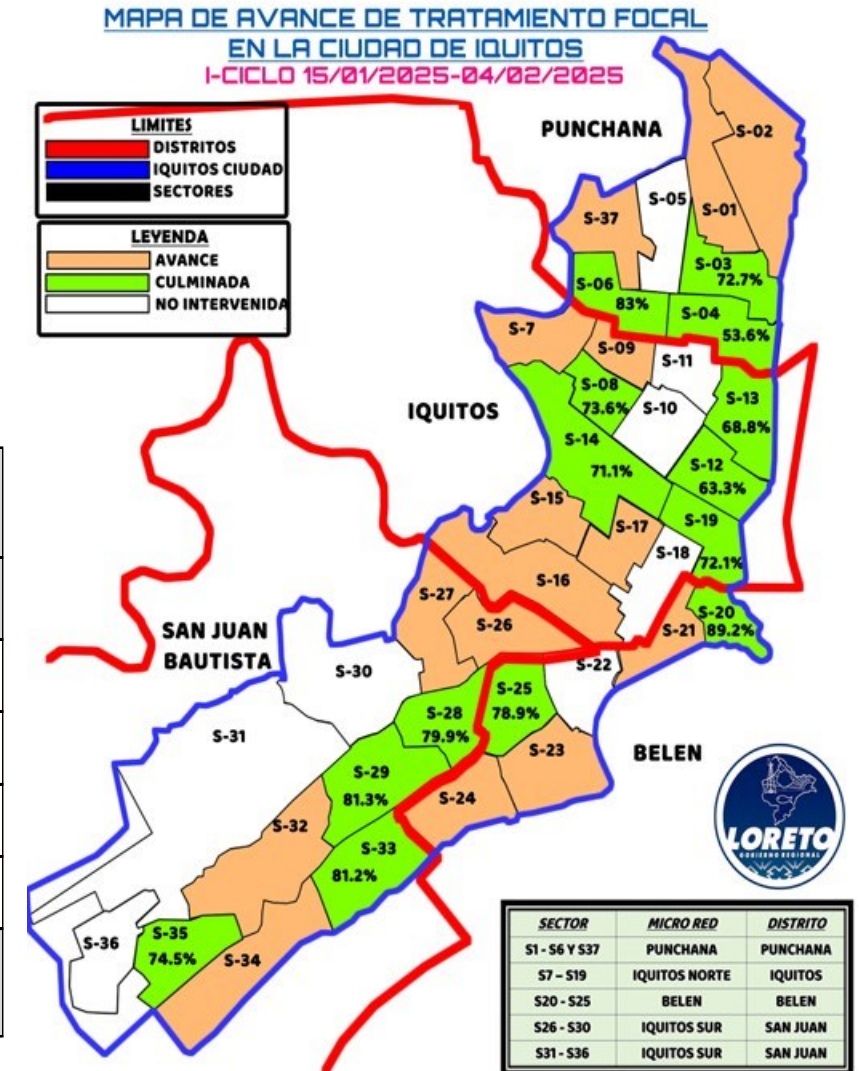 MAPA DE AVANCE DE TRATAMIENTO FOCAL
EN LA CIUDAD DE IQUITOS
I-CICLO 15/01/2025-04/02/2025
LIMITES
DISTRITOS
IQUITOS CIUDAD
SECTORES
LEYENDA
AVANCE
CULMINADA
NO INTERVENIDA
PUNCHANA
S-02
S-05
S-37
S-01
S-03
72.7%
S-06
83%
S-04
53.6%
S-7
S-09
S-11
S-08
73.6%
S-10
S-13
68.8%
IQUITOS
S-14
71.1%
S-12
63.3%
S-15
S-17
S-19
72.1%
S-18
S-16
S-27
S-26
S-20
89.2%
S-21
SAN JUAN
BAUTISTA
S-30
S-22
S-25
78.9%
S-28
79.9%
S-31
S-23
BELEN
S-29
81.3%
S-24
S-32
S-33
81.2%
S-35
74.5%
S-36
S-34
LORETO
GOBIERNO REGIONAL
SECTOR MICRO RED DISTRITO
S1 - S6 Y S37 PUNCHANA PUNCHANA
S7 – S19 IQUITOS NORTE IQUITOS
S20 - S25 BELEN BELEN
S26 - S30 IQUITOS SUR SAN JUAN
S31 - S36 IQUITOS SUR SAN JUAN